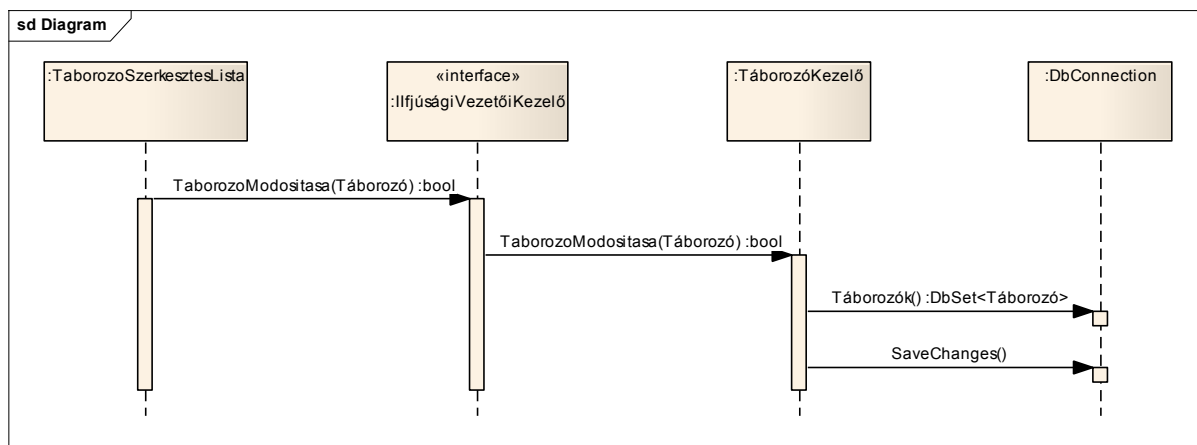 sd Diagram
:TaborozoSzerkesztesLista
«interface»
:IIfjúságiVezetőiKezelő
:TáborozóKezelő
:DbConnection
TaborozoModositasa(Táborozó) :bool
TaborozoModositasa(Táborozó) :bool
Táborozók() :DbSet<Táborozó>
SaveChanges()